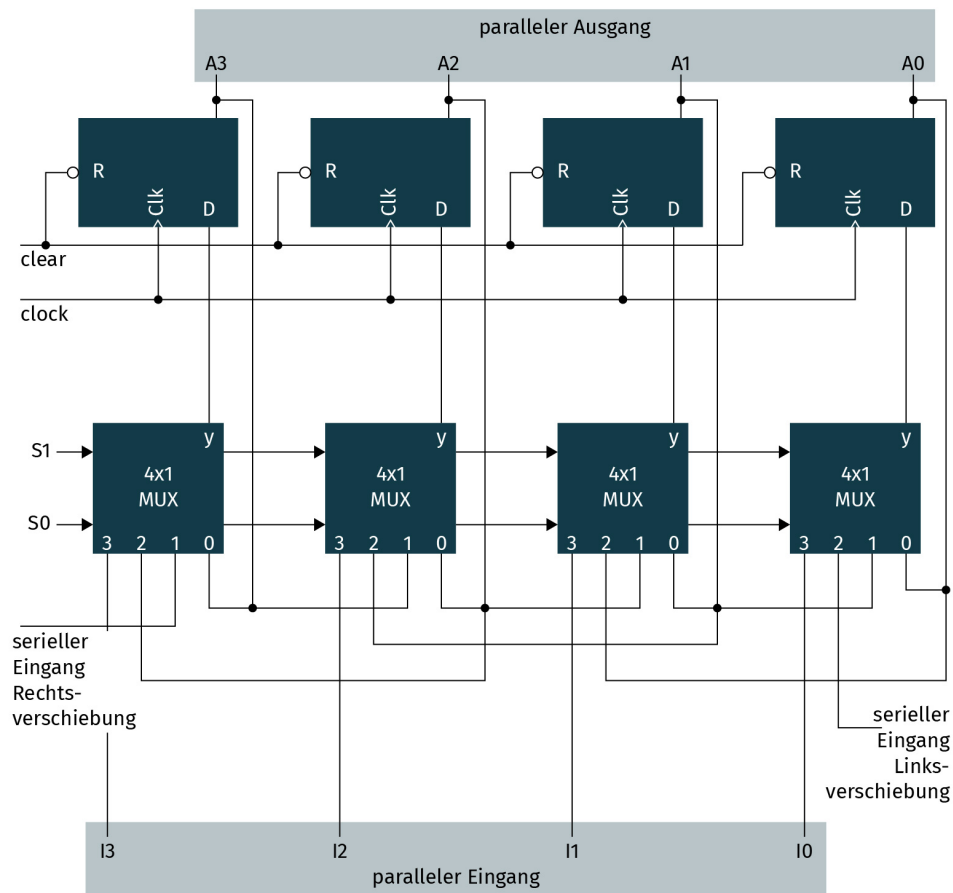 paralleler Ausgang
A3 A2 A1 A0
R R R R
Clk D Clk D Clk D Clk D
clear
clock
y y y y
S1
4x1 4x1 4x1 4x1
MUX MUX MUX MUX
S0
3 2 1 0 3 2 1 0 3 2 1 0 3 2 1 0
serieller
Eingang
Rechts-
verschiebung
serieller
Eingang
Links-
verschiebung
I3 I2 I1 I0
paralleler Eingang